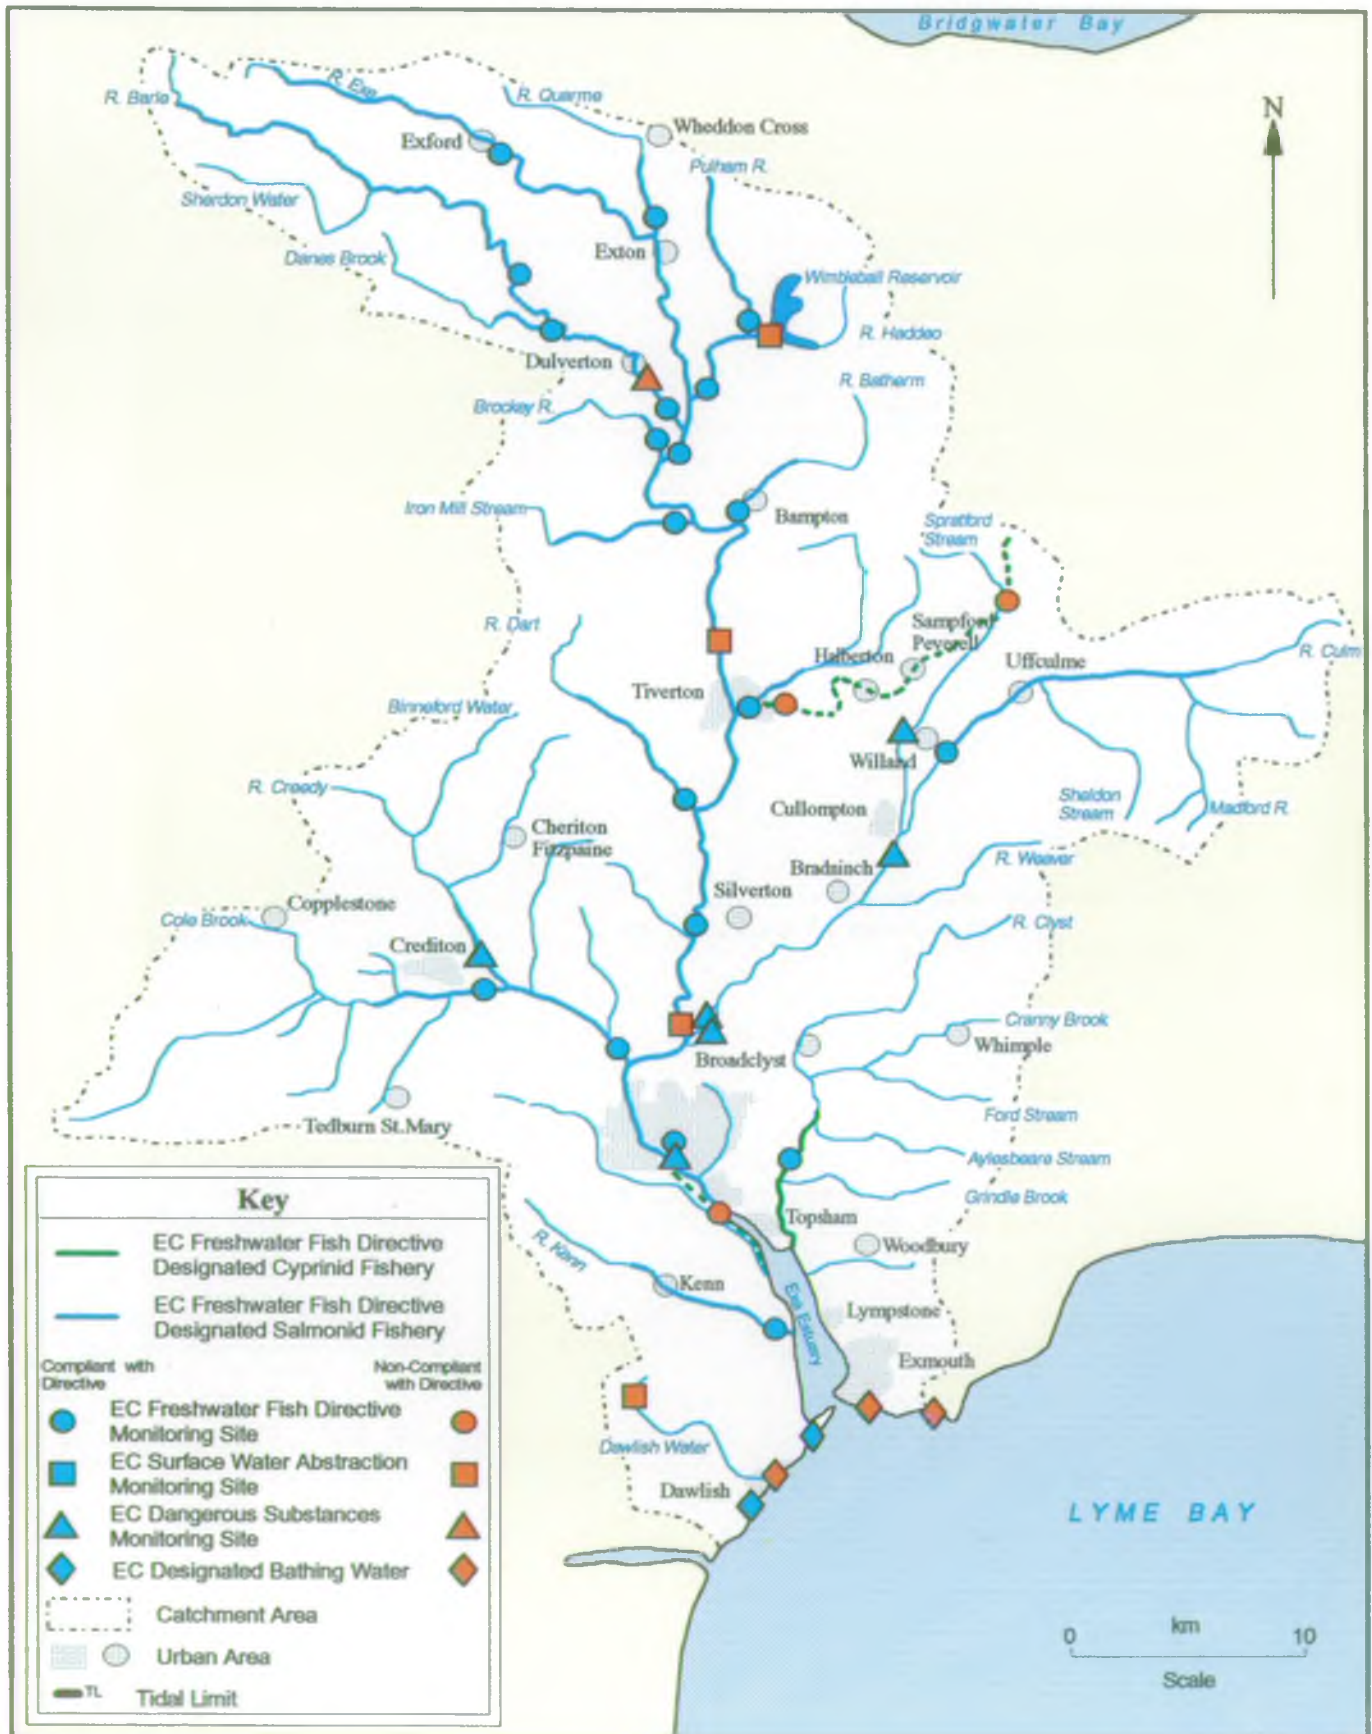 Bridgwater Bay
N
R. Barle
R. Exe
R. Quarme
Wheddon Cross
Exford
Pulham R.
Sherdon Water
Danes Brook
Exton
Wimbleball Reservoir
R. Haddeo
Dulverton
R. Batherm
Brockey R.
Iron Mill Stream
Bampton
Spratford
Stream
R. Dart
Sampford
Peverell
Halberton
Uffculme
R. Culm
Tiverton
Binneford Water
Willand
R. Creedy
Cullompton
Sheldon
Stream
Madford R.
Cheriton
Fitzpaine
Bradninch
R. Weaver
Silverton
Copplestone
Cole Brook
R. Clyst
Crediton
Cranny Brook
Whimple
Broadclyst
Ford Stream
Tedburn St.Mary
Aylesbeare Stream
Grindle Brook
Topsham
Woodbury
R. Kenn
Kenn
Exe Estuary
Lympstone
Exmouth
Dawlish Water
Dawlish
LYME BAY
km
0 10
Scale
Key
EC Freshwater Fish Directive
Designated Cyprinid Fishery
EC Freshwater Fish Directive
Designated Salmonid Fishery
Compliant with
Directive
Non-Compliant
with Directive
EC Freshwater Fish Directive
Monitoring Site
EC Surface Water Abstraction
Monitoring Site
EC Dangerous Substances
Monitoring Site
EC Designated Bathing Water
Catchment Area
Urban Area
TL Tidal Limit